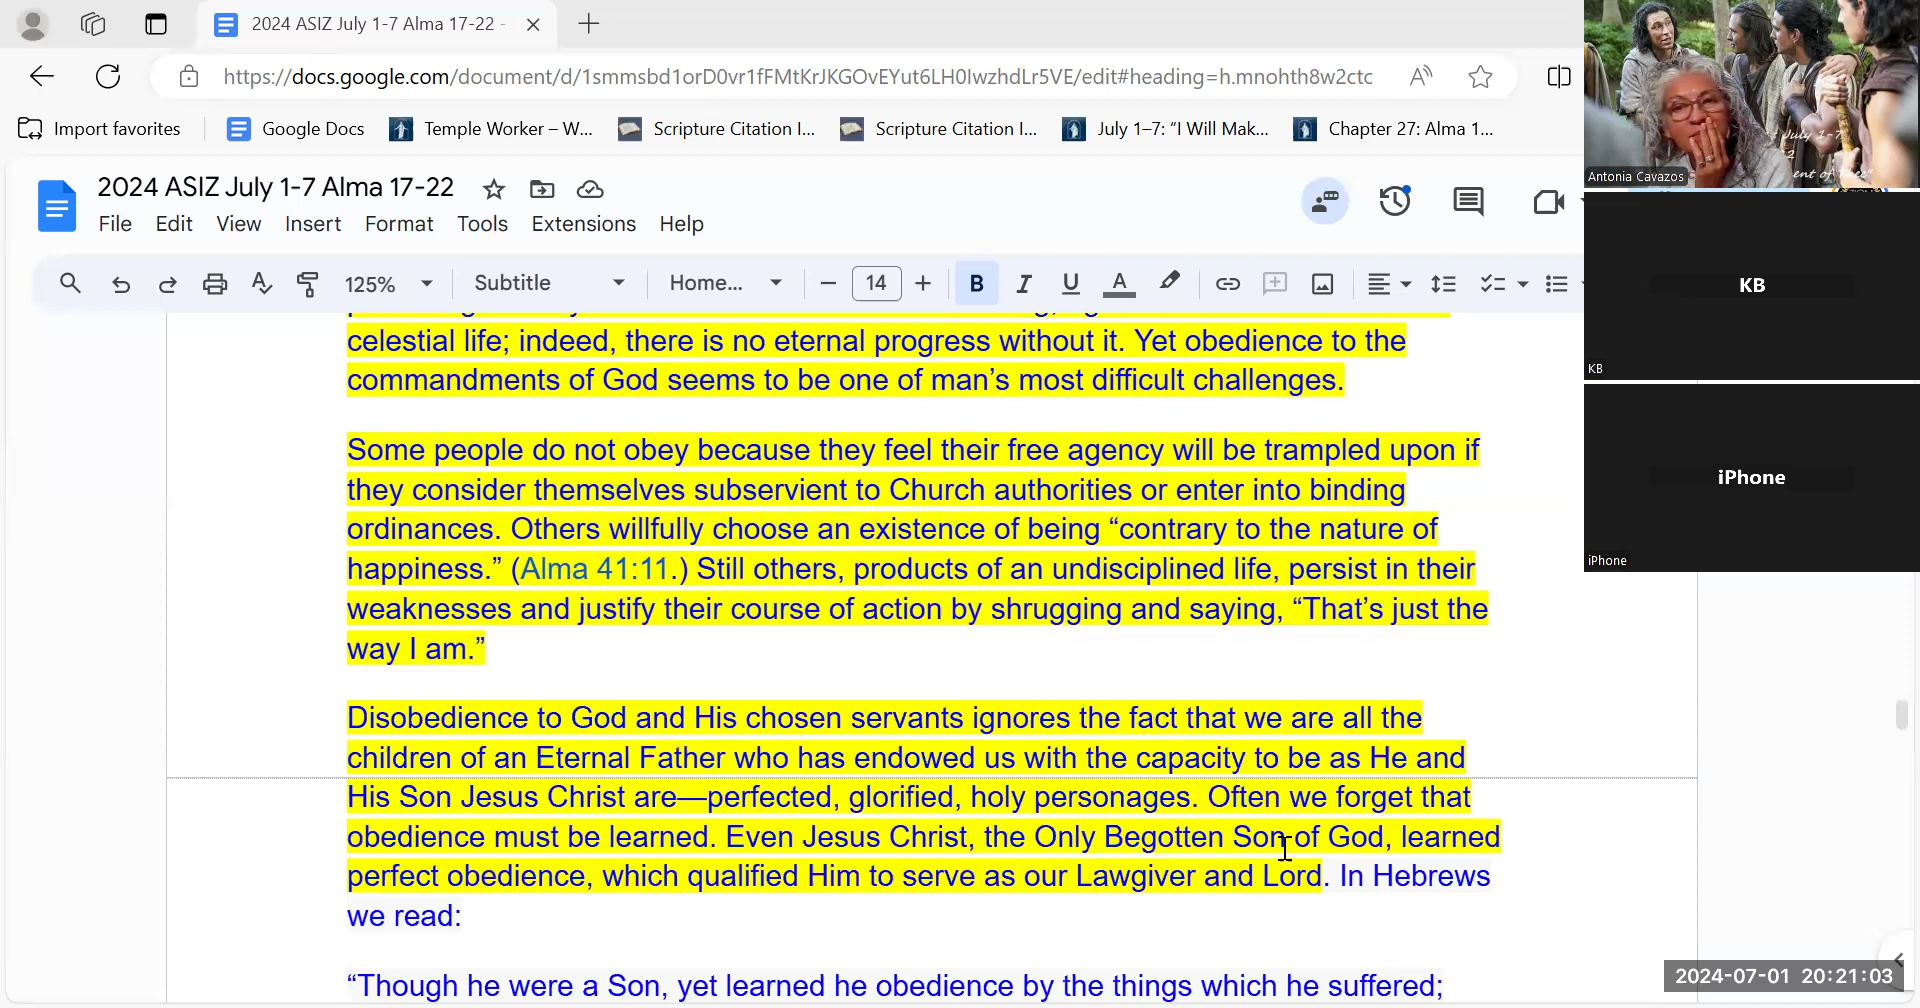 2024 ASIZ July 1-7 Alma 17-22 -
https://docs.google.com/document/d/1smmsbd1orD0vr1fFMtKrJKGOvEYut6LH0IwzhdLr5VE/edit#heading=h.mnohth8w2ctc
Import favorites
Google Docs
Temple Worker – W...
Scripture Citation I...
Scripture Citation I...
July 1–7: “I Will Mak...
Chapter 27: Alma 1...
2024 ASIZ July 1-7 Alma 17-22
File Edit View Insert Format Tools Extensions Help
125% Subtitle Home... 14 B I U A
celestial life; indeed, there is no eternal progress without it. Yet obedience to the
commandments of God seems to be one of man’s most difficult challenges.
Some people do not obey because they feel their free agency will be trampled upon if
they consider themselves subservient to Church authorities or enter into binding
ordinances. Others willfully choose an existence of being “contrary to the nature of
happiness.” (Alma 41:11.) Still others, products of an undisciplined life, persist in their
weaknesses and justify their course of action by shrugging and saying, “That’s just the
way I am.”
Disobedience to God and His chosen servants ignores the fact that we are all the
children of an Eternal Father who has endowed us with the capacity to be as He and
His Son Jesus Christ are—perfected, glorified, holy personages. Often we forget that
obedience must be learned. Even Jesus Christ, the Only Begotten Son of God, learned
perfect obedience, which qualified Him to serve as our Lawgiver and Lord. In Hebrews
we read:
“Though he were a Son, yet learned he obedience by the things which he suffered;
July 1-7
2
ent of Thee"
Antonia Cavazos
KB
KB
iPhone
iPhone
2024-07-01 20:21:03